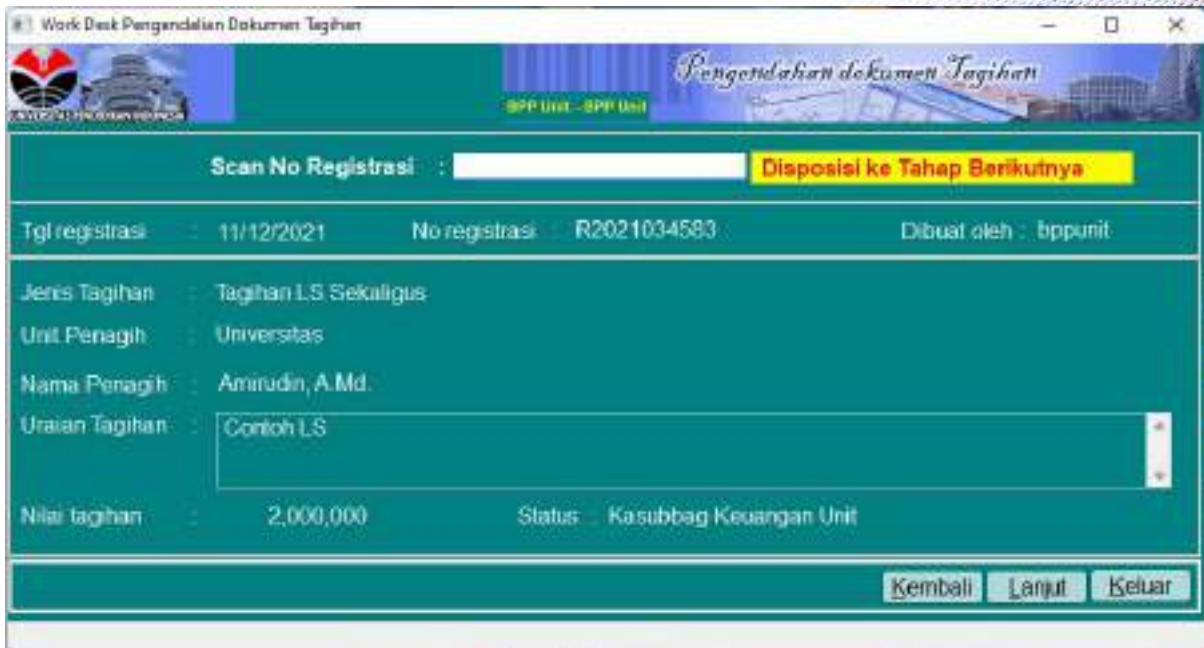 Work Desk Pengendalian Dokumen Tagihan
Pengendalian dokumen Tagihan
UNIVERSITAS PENDIDIKAN INDONESIA
BPP Unit - BPP Unit
Scan No Registrasi : Disposisi ke Tahap Berikutnya
Tgl registrasi : 11/12/2021 No registrasi : R2021034583 Dibuat oleh : bppunit
Jenis Tagihan : Tagihan LS Sekaligus
Unit Penagih : Universitas
Nama Penagih : Amirudin, A.Md.
Uraian Tagihan : Contoh LS
Nilai tagihan : 2,000,000 Status : Kasubbag Keuangan Unit
Kembali Lanjut Keluar